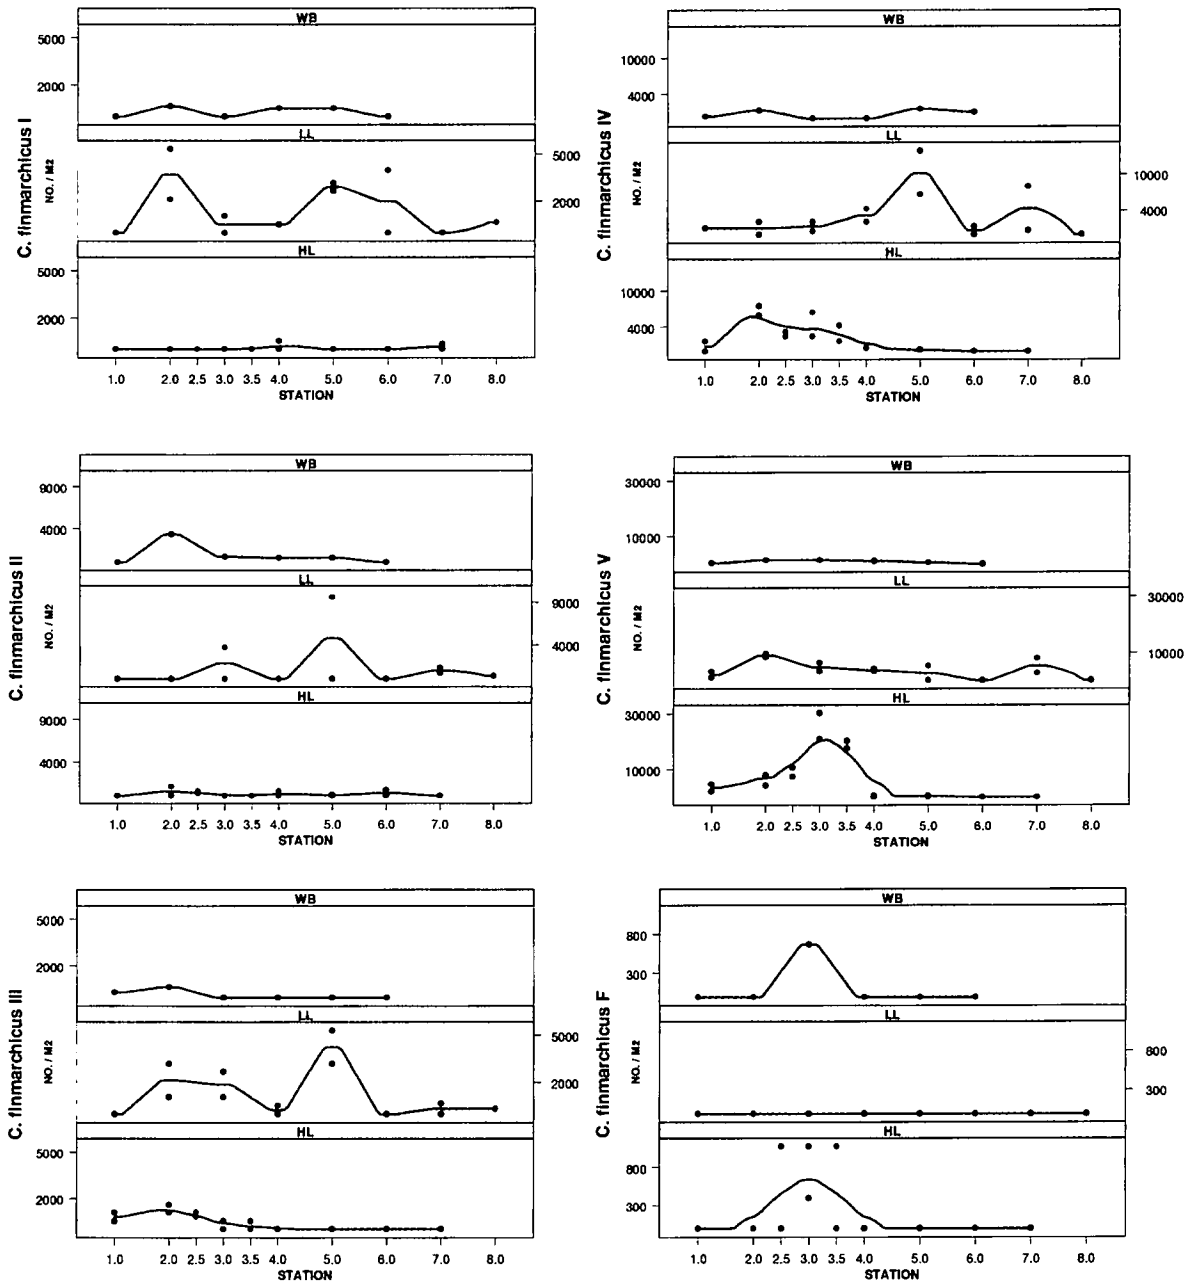 C. finmarchicus I
NO. / M2
WB
5000
2000
LL
5000
2000
HL
5000
2000
1.0 2.0 2.5 3.0 3.5 4.0 5.0 6.0 7.0 8.0
STATION
C. finmarchicus IV
NO. / M2
WB
10000
4000
LL
10000
4000
HL
10000
4000
1.0 2.0 2.5 3.0 3.5 4.0 5.0 6.0 7.0 8.0
STATION
C. finmarchicus II
NO. / M2
WB
9000
4000
LL
9000
4000
HL
9000
4000
1.0 2.0 2.5 3.0 3.5 4.0 5.0 6.0 7.0 8.0
STATION
C. finmarchicus V
NO. / M2
WB
30000
10000
LL
30000
10000
HL
30000
10000
1.0 2.0 2.5 3.0 3.5 4.0 5.0 6.0 7.0 8.0
STATION
C. finmarchicus III
NO. / M2
WB
5000
2000
LL
5000
2000
HL
5000
2000
1.0 2.0 2.5 3.0 3.5 4.0 5.0 6.0 7.0 8.0
STATION
C. finmarchicus F
NO. / M2
WB
800
300
LL
800
300
HL
800
300
1.0 2.0 2.5 3.0 3.5 4.0 5.0 6.0 7.0 8.0
STATION